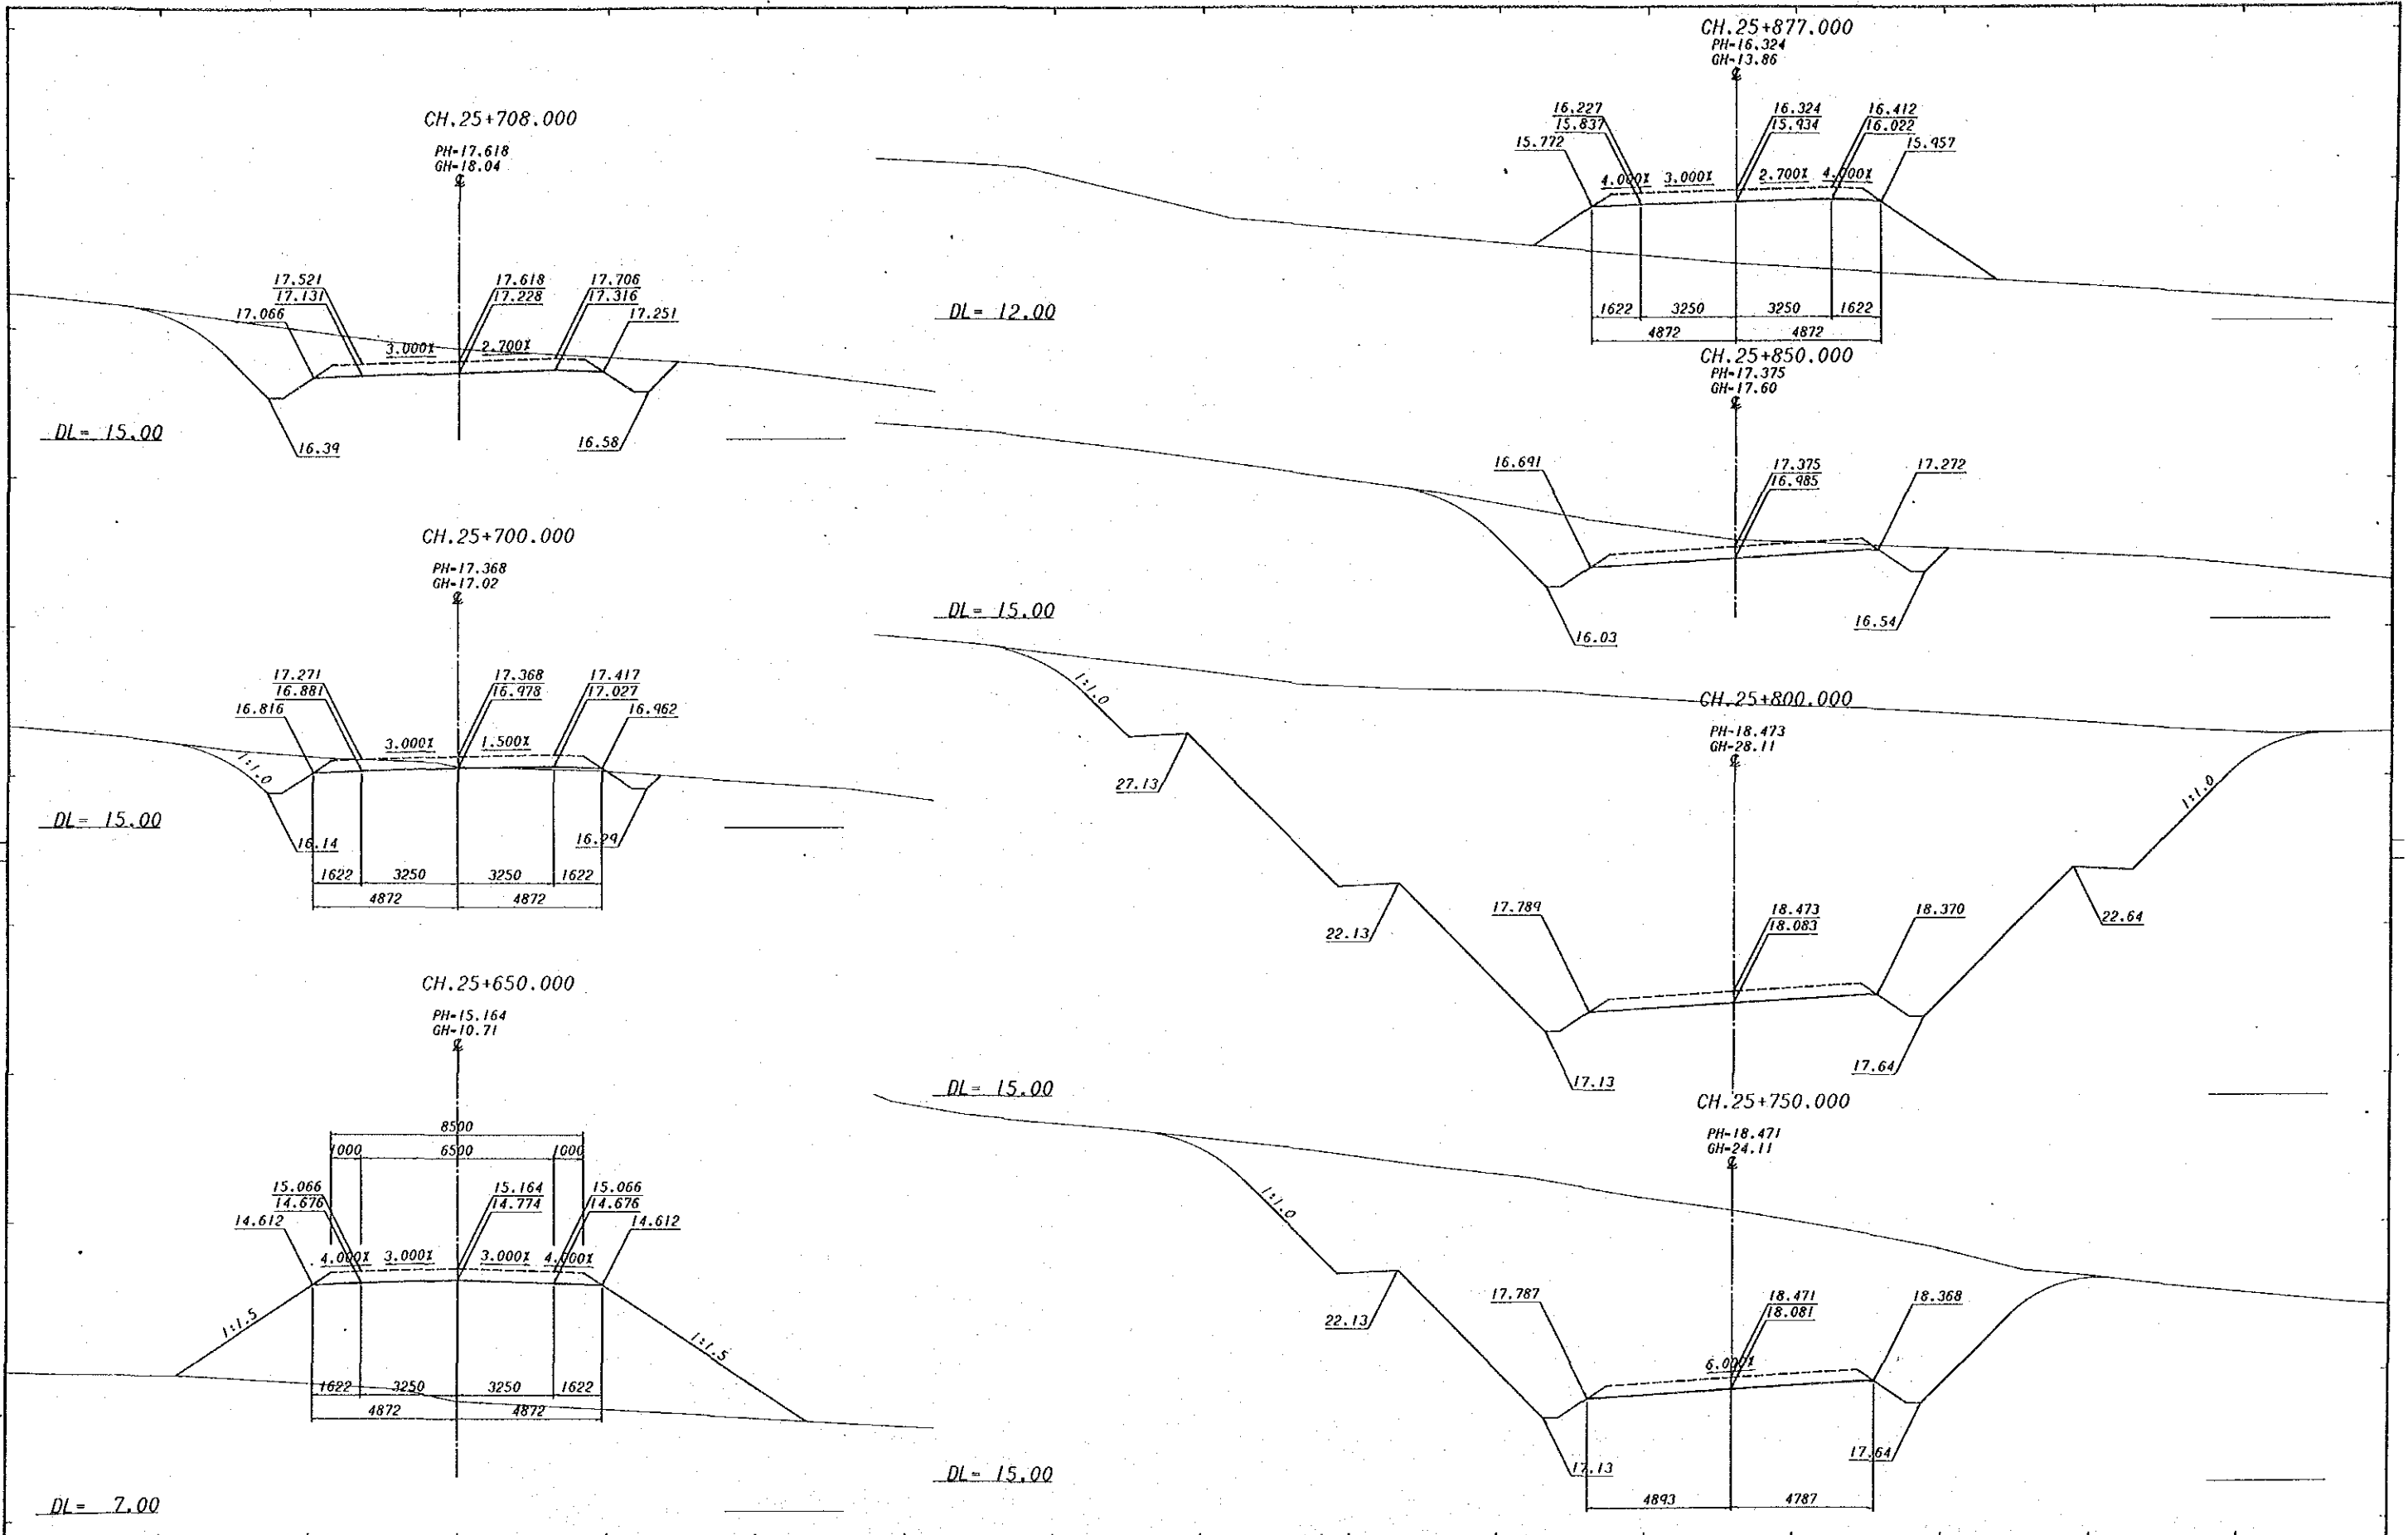 CH.25+708.000
PH=17.618
GH=18.04
17.521
17.131
17.066
17.618
17.228
17.706
17.316
17.251
3.000%
2.700%
16.39
16.58
DL= 15.00
CH.25+700.000
PH=17.368
GH=17.02
17.271
16.881
16.816
17.368
16.978
17.417
17.027
16.962
3.000%
1.500%
1:1.0
16.14
16.29
DL= 15.00
1622 3250 3250 1622
4872 4872
CH.25+650.000
PH=15.164
GH=10.71
8500
1000 6500 1000
15.066
14.676
14.612
15.164
14.774
15.066
14.676
14.612
4.000% 3.000% 3.000% 4.000%
1:1.5
1:1.5
1622 3250 3250 1622
4872 4872
DL= 7.00
CH.25+877.000
PH=16.324
GH=13.86
16.227
15.837
15.772
16.324
15.934
16.412
16.022
15.957
4.000% 3.000% 2.700% 4.000%
DL= 12.00
1622 3250 3250 1622
4872 4872
CH.25+850.000
PH=17.375
GH=17.60
16.691
17.375
16.985
17.272
16.03
16.54
DL= 15.00
CH.25+800.000
PH=18.473
GH=28.11
1:1.0
1:1.0
27.13
22.13
17.789
18.473
18.083
18.370
22.64
17.13
17.64
DL= 15.00
CH.25+750.000
PH=18.471
GH=24.11
1:1.0
22.13
17.787
18.471
18.081
18.368
6.000%
17.13
17.64
DL= 15.00
4893 4787